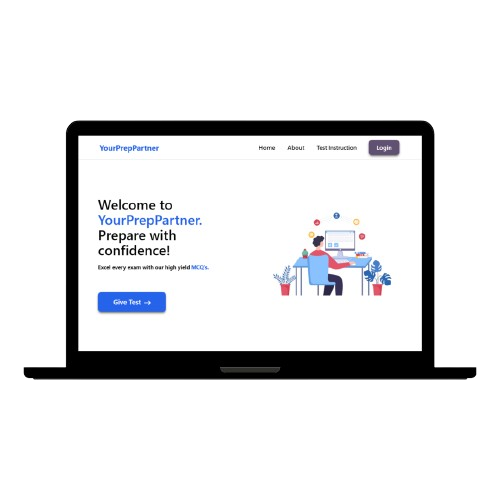 YourPrepPartner
Home About Test Instruction Login
Welcome to
YourPrepPartner.
Prepare with
confidence!
Excel every exam with our high yield MCQ's.
Give Test →